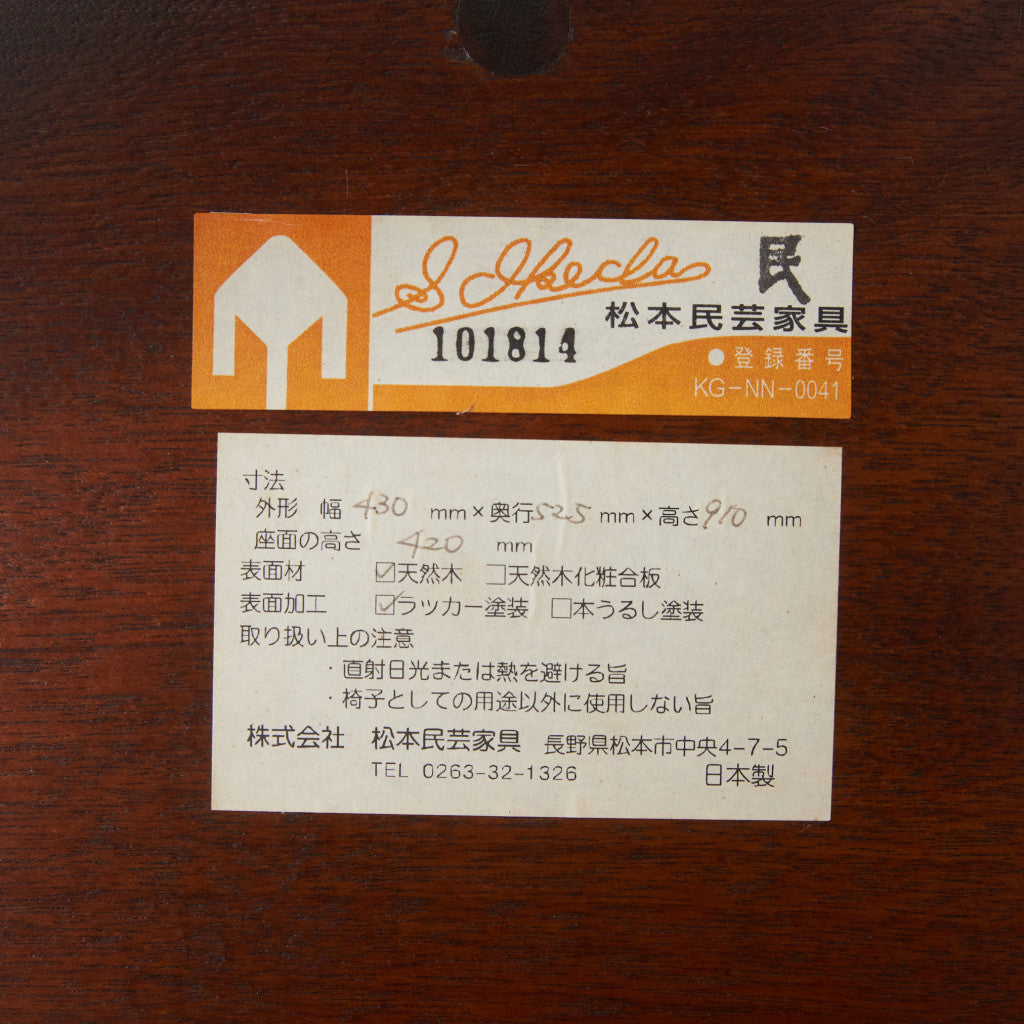 S Ikeda
民
101814
松本民芸家具
●登録番号
KG-NN-0041
寸法
外形 幅 430 mm×奥行525 mm×高さ910 mm
座面の高さ 420 mm
表面材 ☑天然木 □天然木化粧合板
表面加工 ☑ラッカー塗装 □本うるし塗装
取り扱い上の注意
・直射日光または熱を避ける旨
・椅子としての用途以外に使用しない旨
株式会社 松本民芸家具 長野県松本市中央4-7-5
TEL 0263-32-1326 日本製